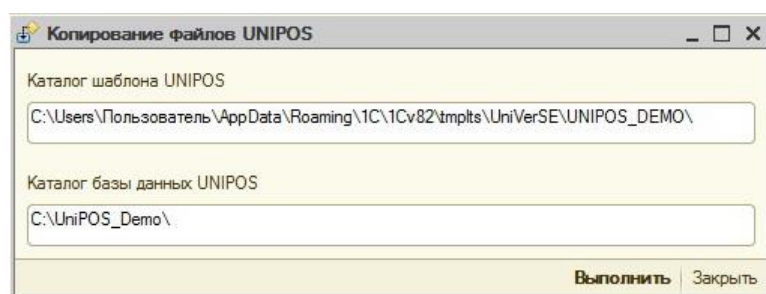 Копирование файлов UNIPOS
Каталог шаблона UNIPOS
C:\Users\Пользователь\AppData\Roaming\1C\1Cv82\tmplts\UniVerSE\UNIPOS_DEMO\
Каталог базы данных UNIPOS
C:\UniPOS_Demo\
Выполнить Закрыть